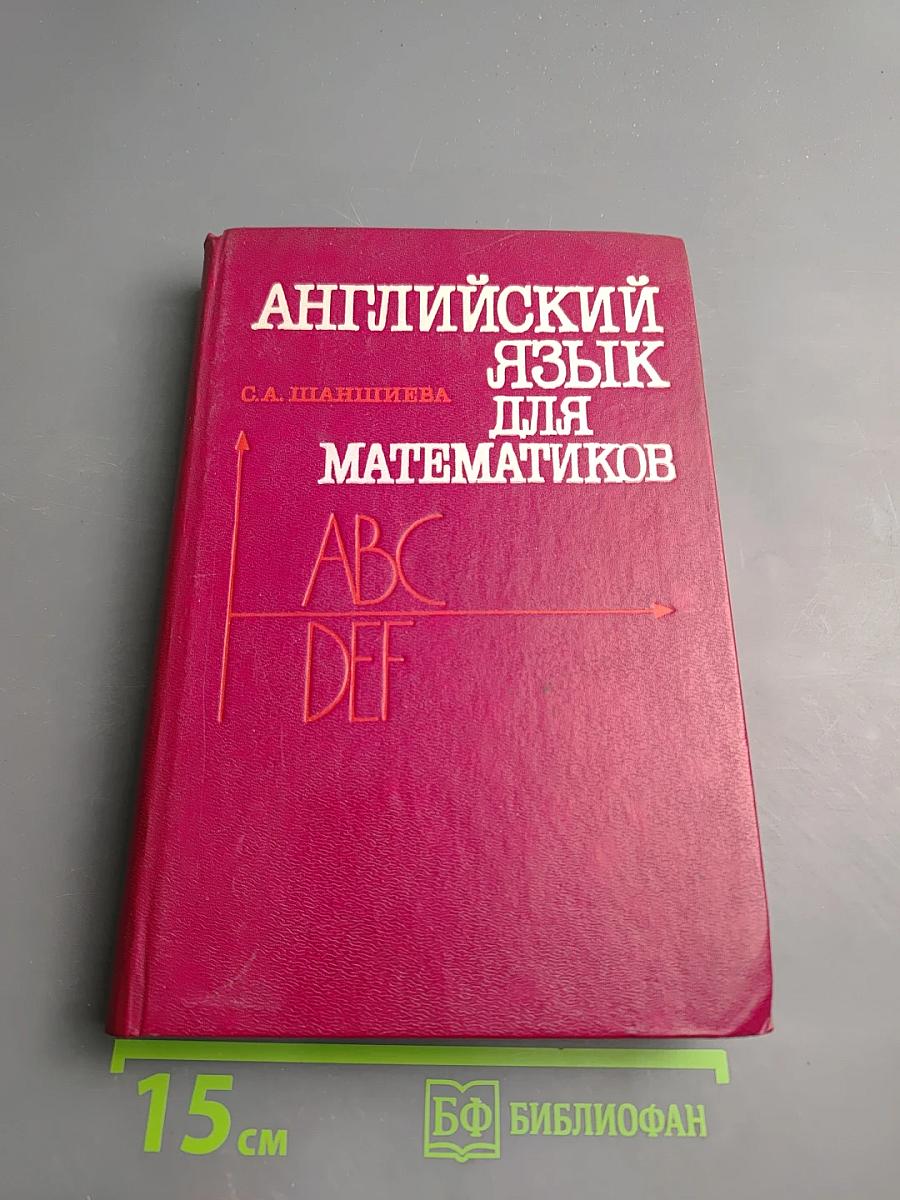 АНГЛИЙСКИЙ
ЯЗЫК
С.А. ШАНШИЕВА
ДЛЯ
МАТЕМАТИКОВ
ABC
DEF
15 см
БФ БИБЛИОФАН